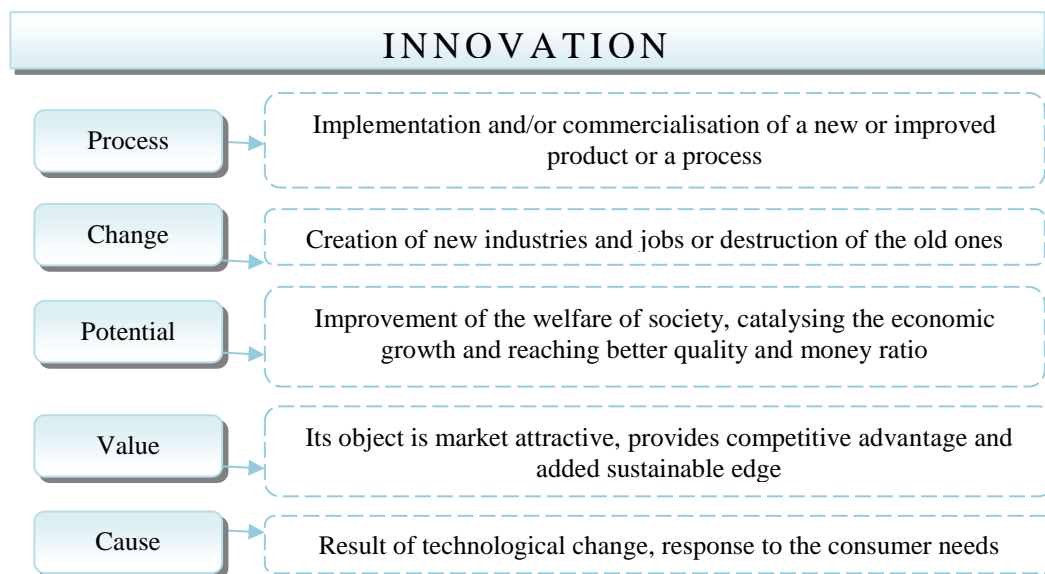 INNOVATION
Process
Implementation and/or commercialisation of a new or improved
product or a process
Change
Creation of new industries and jobs or destruction of the old ones
Potential
Improvement of the welfare of society, catalysing the economic
growth and reaching better quality and money ratio
Value
Its object is market attractive, provides competitive advantage and
added sustainable edge
Cause
Result of technological change, response to the consumer needs